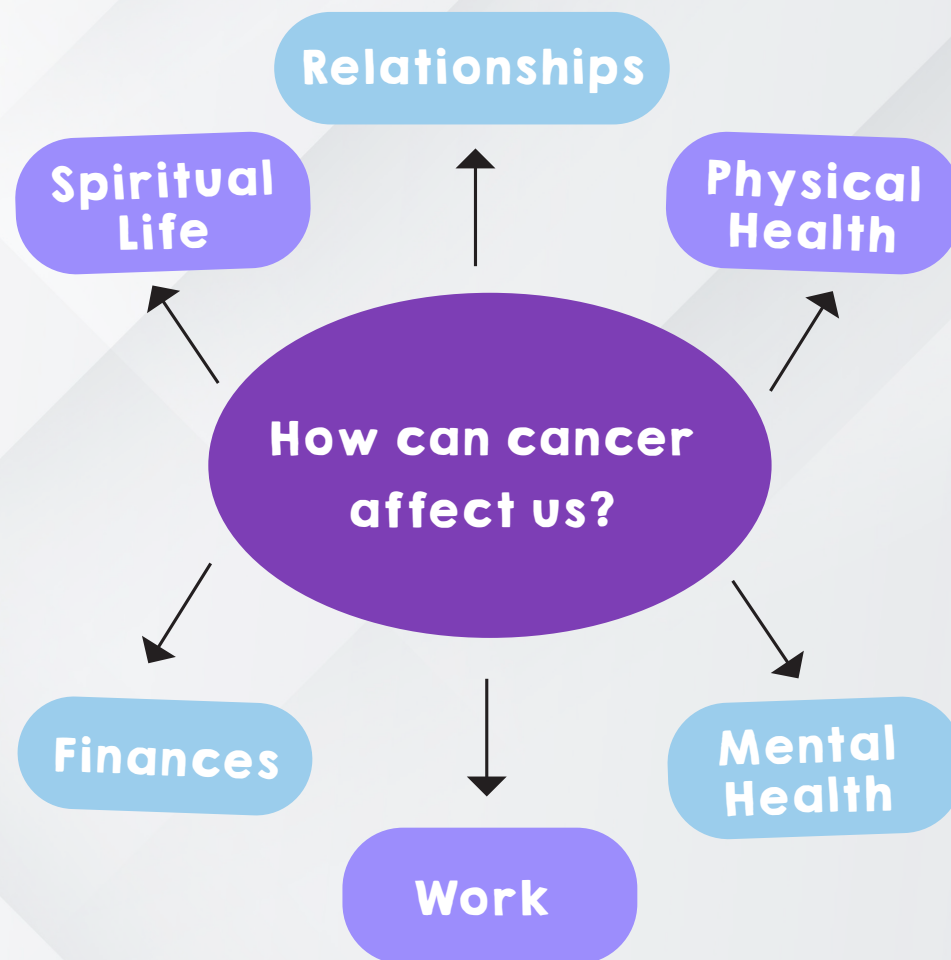 Relationships
Spiritual
Life
Physical
Health
How can cancer
affect us?
Finances
Mental
Health
Work